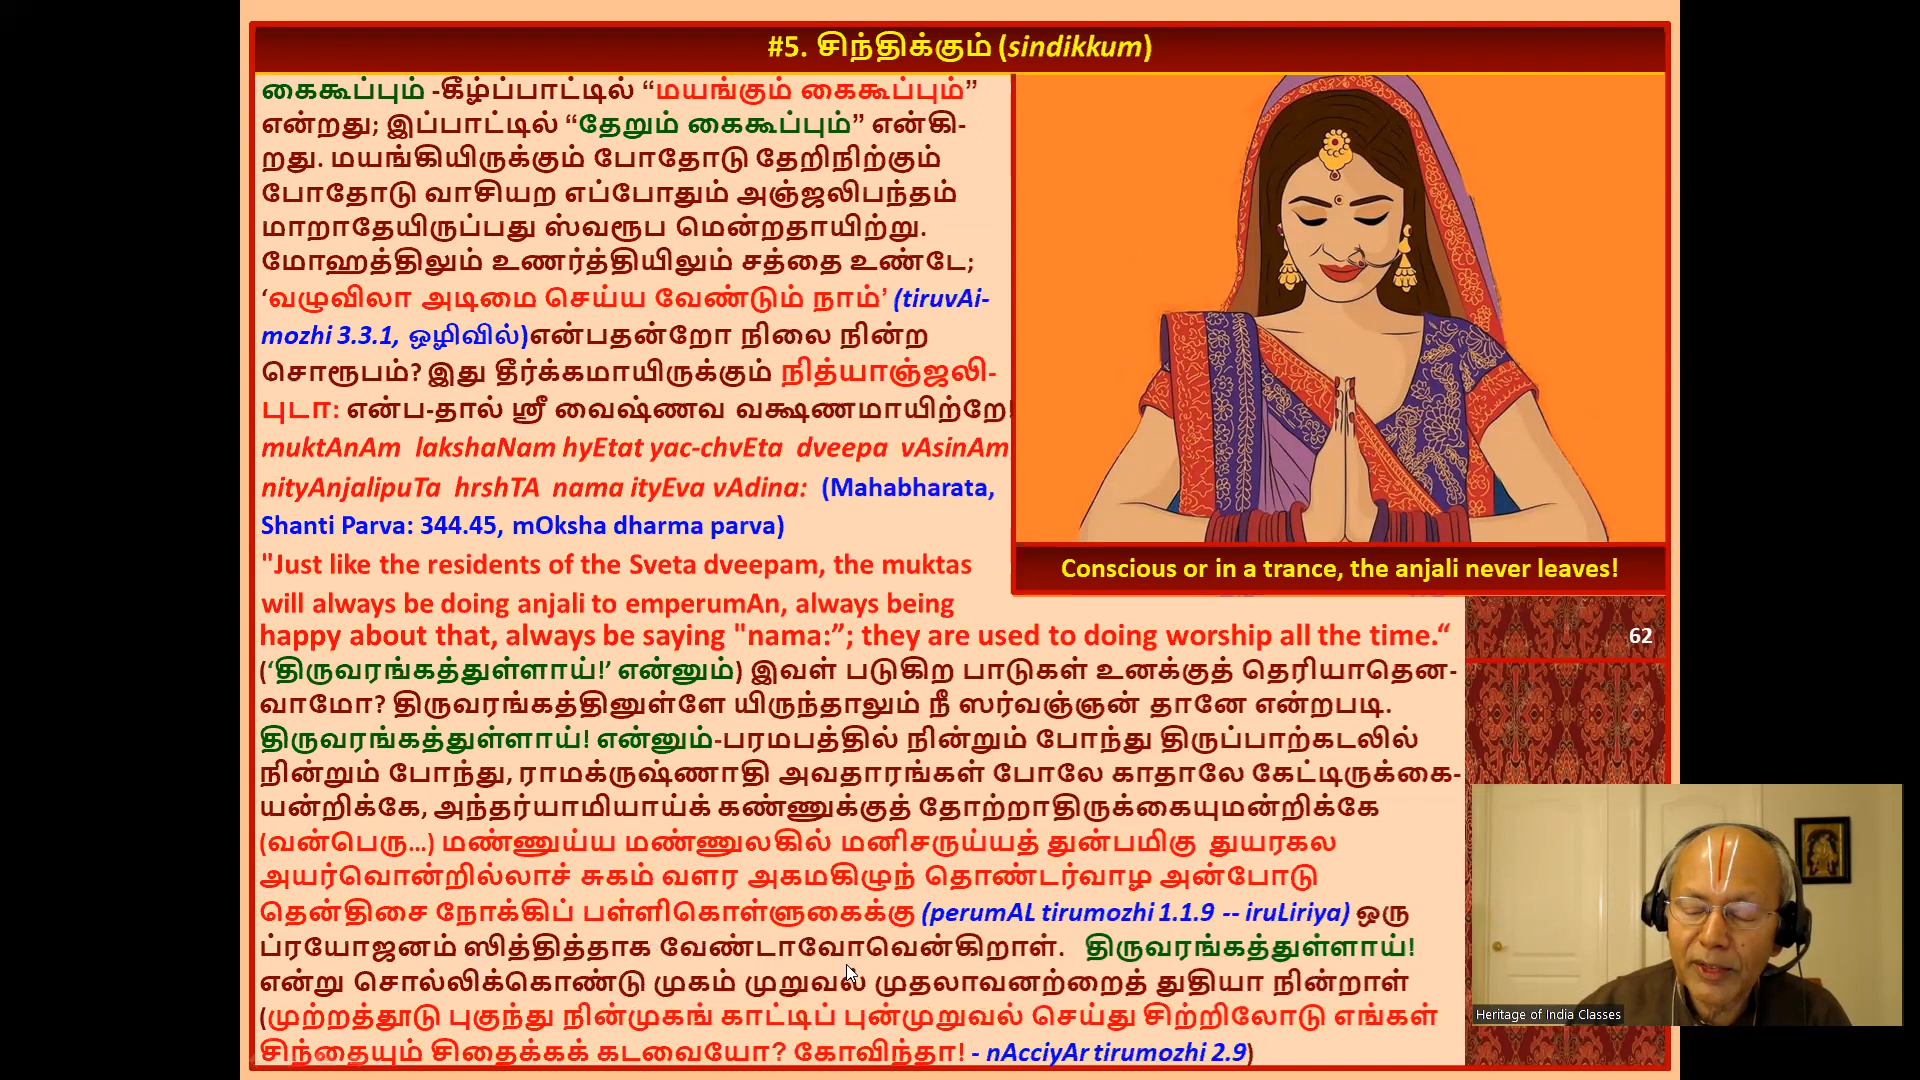 #5. சிந்திக்கும் (sindikkum)
கைகூப்பும் -கீழ்ப்பாட்டில் “மயங்கும் கைகூப்பும்”
என்றது; இப்பாட்டில் “தேறும் கைகூப்பும்” என்கி-
றது. மயங்கியிருக்கும் போதோடு தேறிநிற்கும்
போதோடு வாசியற எப்போதும் அஞ்ஜலிபந்தம்
மாறாதேயிருப்பது ஸ்வரூப மென்றதாயிற்று.
மோஹத்திலும் உணர்த்தியிலும் சத்தை உண்டே;
‘வழுவிலா அடிமை செய்ய வேண்டும் நாம்’ (tiruvAi-
mozhi 3.3.1, ஒழிவில்)என்பதன்றோ நிலை நின்ற
சொரூபம்? இது தீர்க்கமாயிருக்கும் நித்யாஞ்ஜலி-
புடா: என்ப-தால் ஸ்ரீ வைஷ்ணவ லக்ஷணமாயிற்றே!
muktAnAm lakshaNam hyEtat yac-chvEta dveepa vAsinAm
nityAnjalipuTa hrshTA nama ityEva vAdina: (Mahabharata,
Shanti Parva: 344.45, mOksha dharma parva)
"Just like the residents of the Sveta dveepam, the muktas
will always be doing anjali to emperumAn, always being
happy about that, always be saying "nama:”; they are used to doing worship all the time.“
(‘திருவரங்கத்துள்ளாய்!’ என்னும்) இவள் படுகிற பாடுகள் உனக்குத் தெரியாதென-
வாமோ? திருவரங்கத்தினுள்ளே யிருந்தாலும் நீ ஸர்வஞ்ஞன் தானே என்றபடி.
திருவரங்கத்துள்ளாய்! என்னும்-பரமபத்தில் நின்றும் போந்து திருப்பாற்கடலில்
நின்றும் போந்து, ராமக்ருஷ்ணாதி அவதாரங்கள் போலே காதாலே கேட்டிருக்கை-
யன்றிக்கே, அந்தர்யாமியாய்க் கண்ணுக்குத் தோற்றாதிருக்கையுமன்றிக்கே
(வன்பெரு...) மண்ணுய்ய மண்ணுலகில் மனிசருய்யத் துன்பமிகு துயரகல
அயர்வொன்றில்லாச் சுகம் வளர அகமகிழுந் தொண்டர்வாழ அன்போடு
தென்திசை நோக்கிப் பள்ளிகொள்ளுகைக்கு (perumAL tirumozhi 1.1.9 -- iruLiriya) ஒரு
ப்ரயோஜனம் ஸித்தித்தாக வேண்டாவோவென்கிறாள். திருவரங்கத்துள்ளாய்!
என்று சொல்லிக்கொண்டு முகம் முறுவல் முதலாவனற்றைத் துதியா நின்றாள்
(முற்றத்தூடு புகுந்து நின்முகங் காட்டிப் புன்முறுவல் செய்து சிற்றிலோடு எங்கள்
சிந்தையும் சிதைக்கக் கடவையோ? கோவிந்தா! - nAcciyAr tirumozhi 2.9)
Conscious or in a trance, the anjali never leaves!
62
Heritage of India Classes